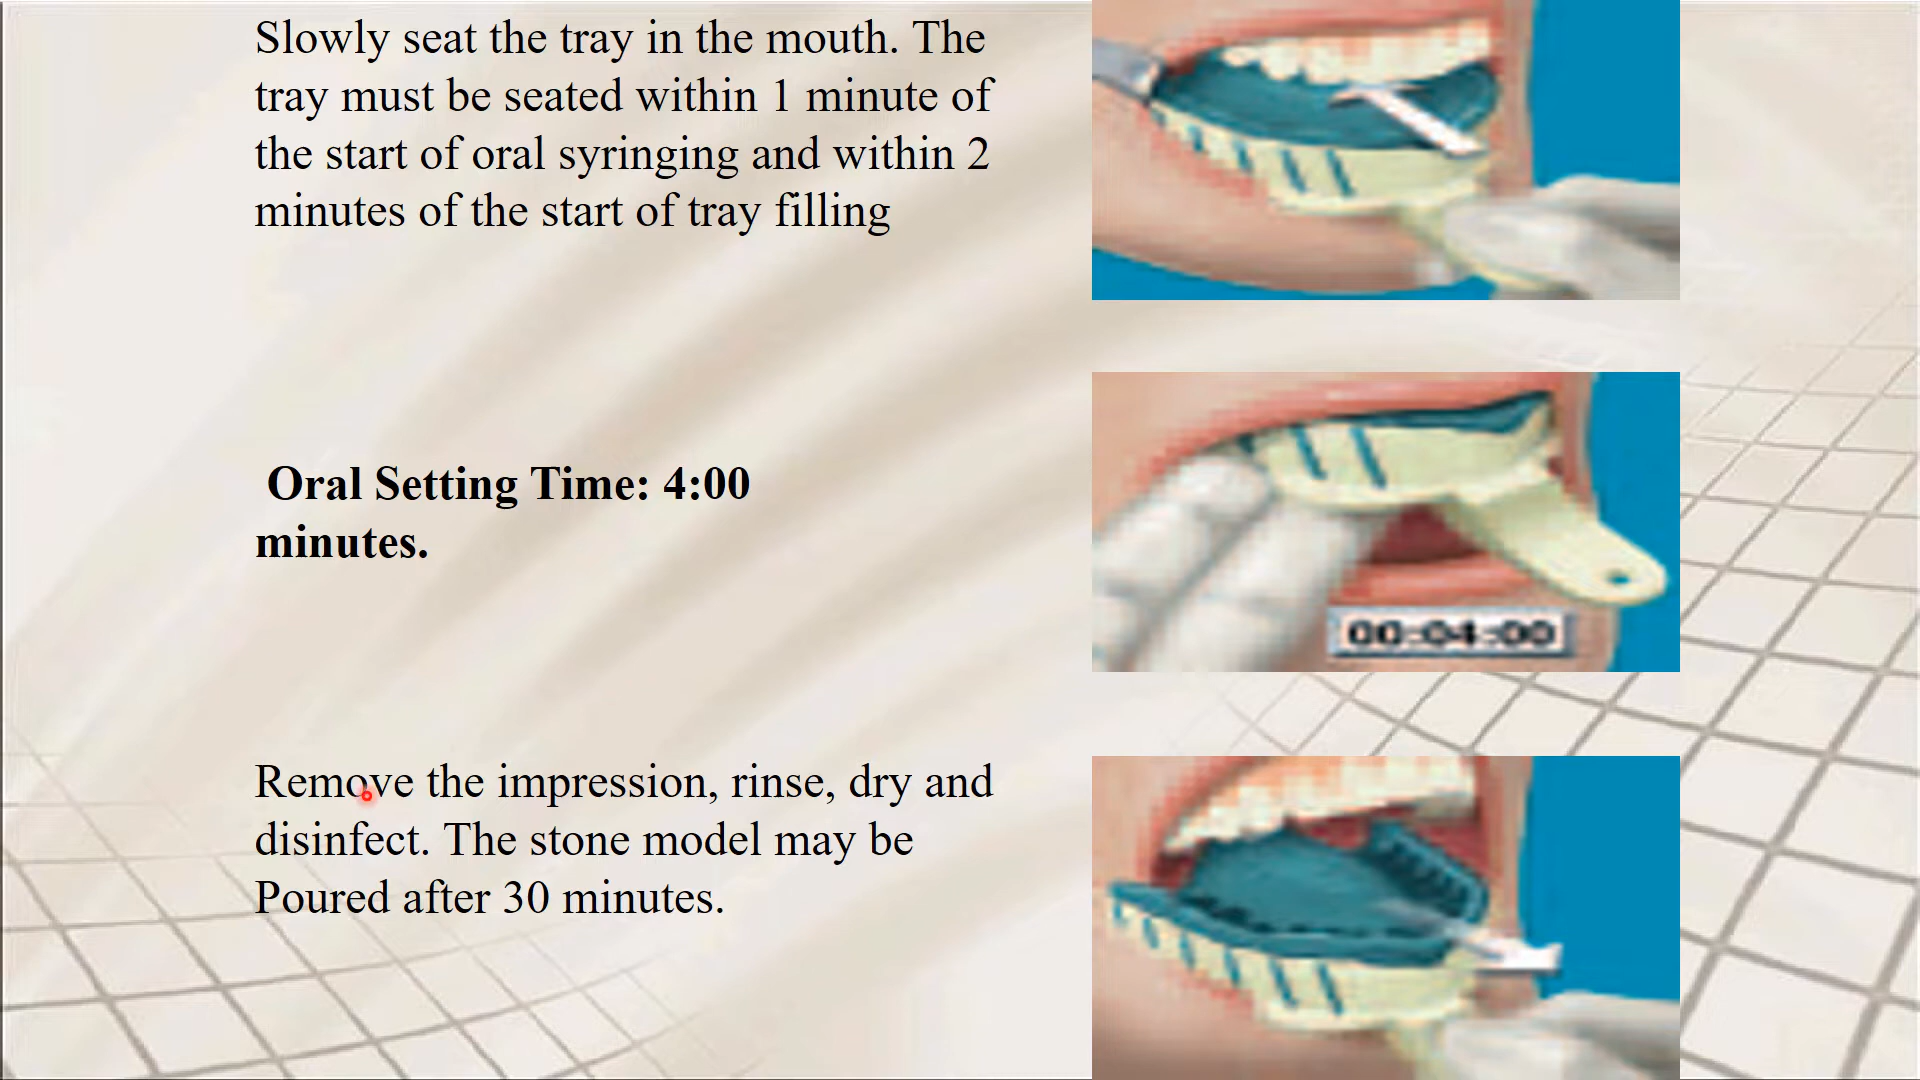 Slowly seat the tray in the mouth. The
tray must be seated within 1 minute of
the start of oral syringing and within 2
minutes of the start of tray filling
Oral Setting Time: 4:00
minutes.
00:04:00
Remove the impression, rinse, dry and
disinfect. The stone model may be
Poured after 30 minutes.